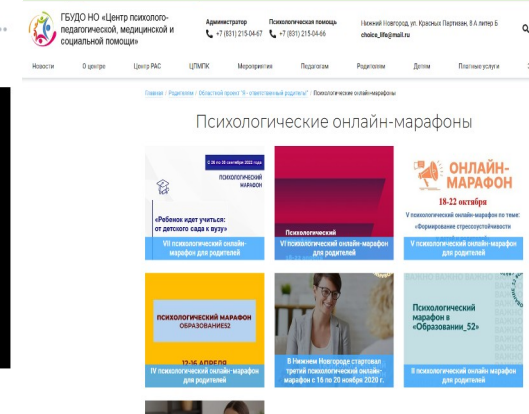 ГБУДО НО «Центр психолого-
педагогической, медицинской и
социальной помощи»
Администратор
+7 (831) 215-04-67
Психологическая помощь
+7 (831) 215-04-66
Нижний Новгород, ул. Красных Партизан, 8 А литер Б
choice_life@mail.ru
Новости О центре Центр РАС ЦПМПК Мероприятия Педагогам Родителям Детям Платные услуги
Главная / Родителям / Областной проект "Я - ответственный родитель" / Психологические онлайн-марафоны
Психологические онлайн-марафоны
ПСИХОЛОГИЧЕСКИЙ
МАРАФОН
«Ребенок идет учиться:
от детского сада к вузу»
VII психологический онлайн-
марафон для родителей
Психологический
VI психологический онлайн-марафон
для родителей
ОНЛАЙН-
МАРАФОН
18-22 октября
V психологический онлайн-марафон по теме:
«Формирование стрессоустойчивости
V психологический онлайн-марафон
для родителей
ПСИХОЛОГИЧЕСКИЙ МАРАФОН
ОБРАЗОВАНИЕ52
12-16 АПРЕЛЯ
IV психологический онлайн-марафон
для родителей
В Нижнем Новгороде стартовал
третий психологический онлайн-
марафон с 16 по 20 ноября 2020 г.
Психологический
марафон в
«Образовании_52»
II психологический онлайн-марафон
для родителей